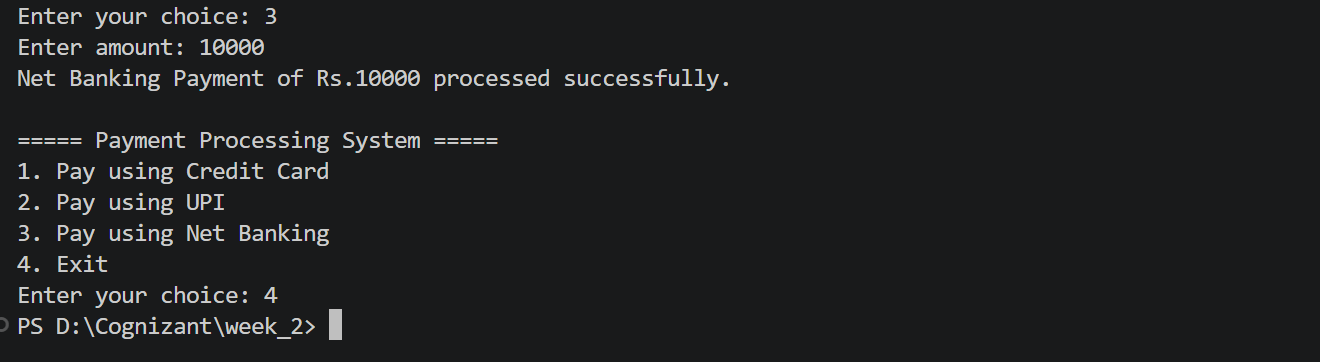 Enter your choice: 3
Enter amount: 10000
Net Banking Payment of Rs.10000 processed successfully.
===== Payment Processing System =====
1. Pay using Credit Card
2. Pay using UPI
3. Pay using Net Banking
4. Exit
Enter your choice: 4
PS D:\Cognizant\week_2>